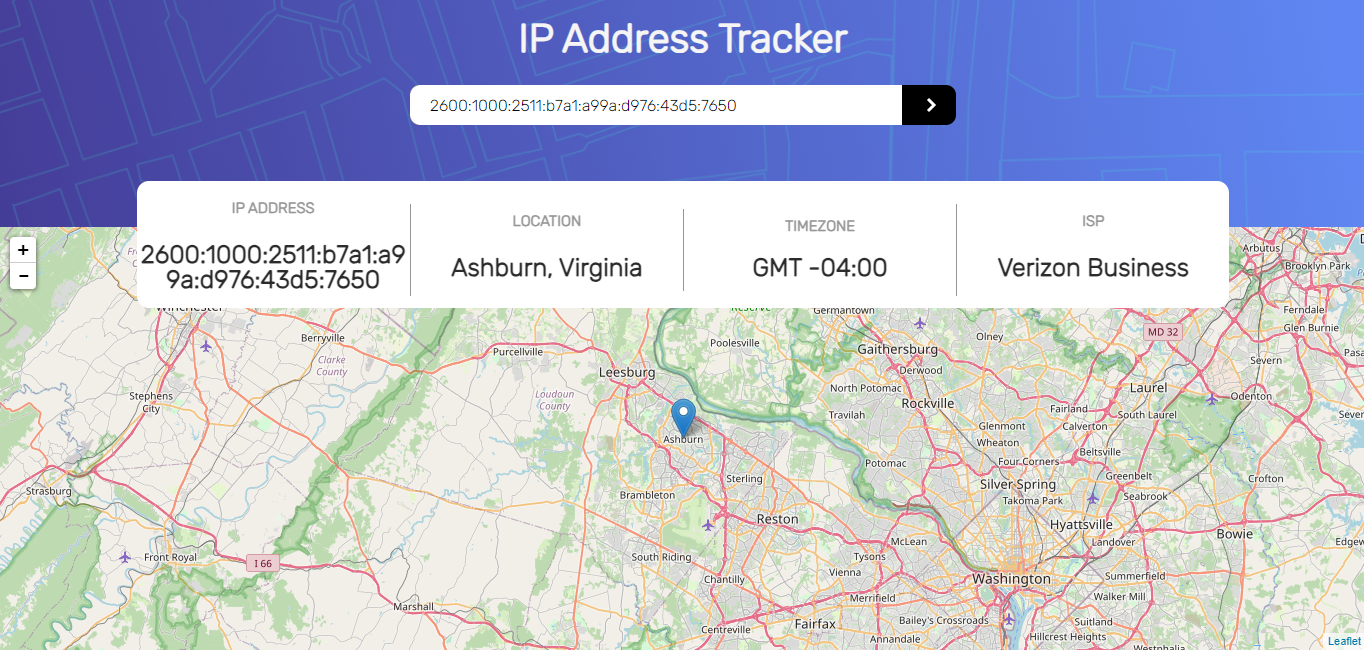 IP Address Tracker
2600:1000:2511:b7a1:a99a:d976:43d5:7650
IP ADDRESS
2600:1000:2511:b7a1:a9
9a:d976:43d5:7650
LOCATION
Ashburn, Virginia
TIMEZONE
GMT -04:00
ISP
Verizon Business
+
−
Arbutus
Brooklyn Park
Ferndale
Glen Burnie
Winchester
Reserve
Germantown
MD 32
Berryville
Clarke
County
Purcellville
Poolesville
Olney
Gaithersburg
Derwood
Severn
Leesburg
North Potomac
Rockville
Laurel
Odenton
Stephens
City
Loudoun
County
Travilah
Fairland
South Laurel
Glenmont
Calverton
Ashburn
Wheaton
Beltsville
Four Corners
Potomac
Sterling
Greenbelt
Crofton
Silver Spring
Strasburg
Brambleton
Takoma Park
Seabrook
Reston
Hyattsville
Bowie
McLean
Landover
Front Royal
I 66
South Riding
Tysons
Vienna
Chantilly
Washington
Summerfield
Marshall
Merrifield
Walker Mill
Centreville
Fairfax
Bailey's Crossroads
Suitland
Annandale
Hillcrest Heights
Westphalia
Leaflet